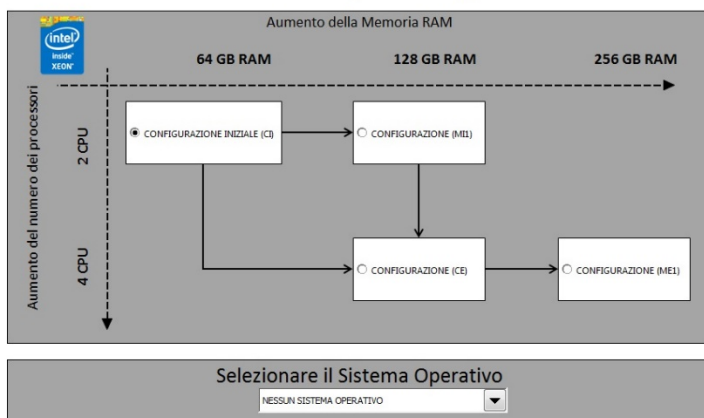 Aumento della Memoria RAM
intel
inside
XEON
64 GB RAM
128 GB RAM
256 GB RAM
Aumento del numero dei processori
2 CPU
CONFIGURAZIONE INIZIALE (CI)
CONFIGURAZIONE (MI1)
4 CPU
CONFIGURAZIONE (CE)
CONFIGURAZIONE (ME1)
Selezionare il Sistema Operativo
NESSUN SISTEMA OPERATIVO